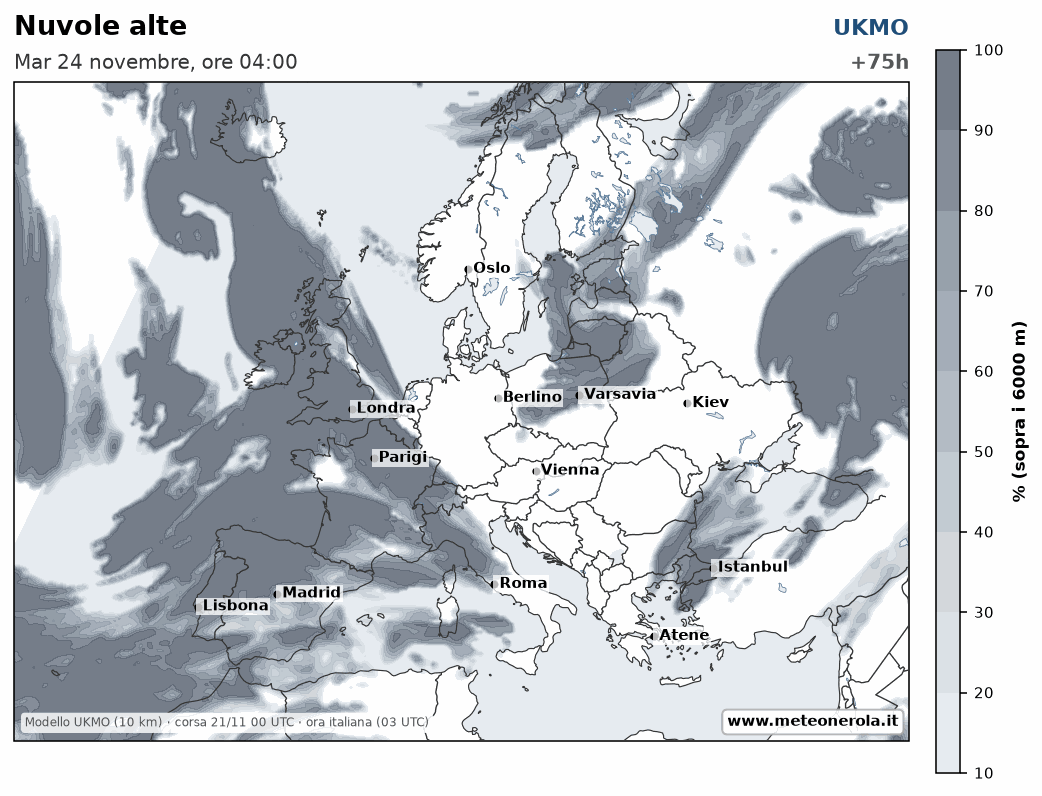 Nuvole alte
UKMO
Mar 24 novembre, ore 04:00
+75h
100
90
80
70
60
50
40
30
20
10
% (sopra i 6000 m)
Oslo
Londra
Berlino
Varsavia
Kiev
Parigi
Vienna
Istanbul
Roma
Madrid
Lisbona
Atene
Modello UKMO (10 km) · corsa 21/11 00 UTC · ora italiana (03 UTC)
www.meteonerola.it